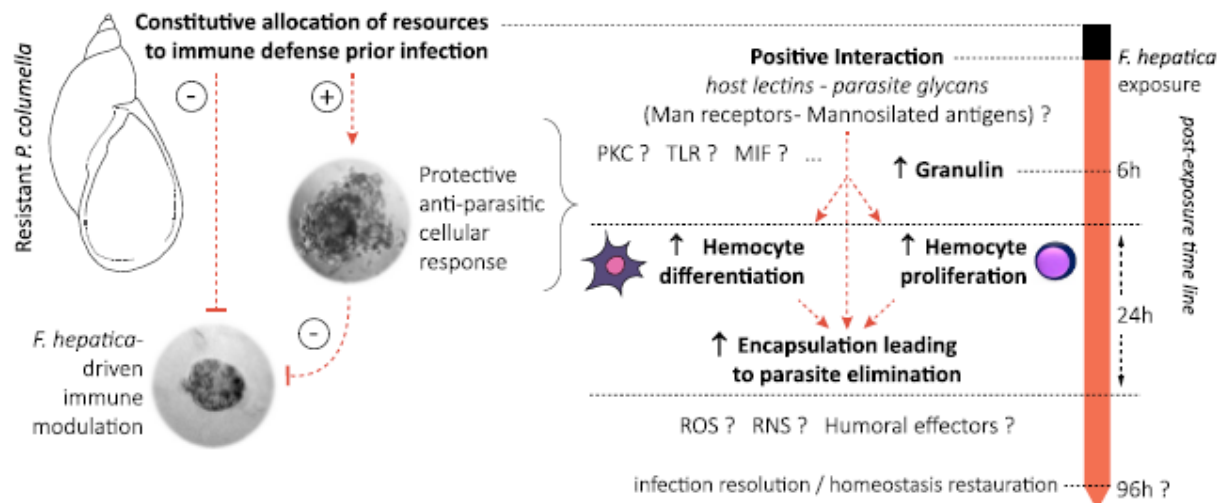 Constitutive allocation of resources
to immune defense prior infection
Resistant P. columella
-
+
Protective
anti-parasitic
cellular
response
-
F. hepatica-
driven
immune
modulation
Positive Interaction
host lectins - parasite glycans
(Man receptors- Mannosilated antigens) ?
PKC ? TLR ? MIF ? ...
↑ Granulin
↑ Hemocyte
differentiation
↑ Hemocyte
proliferation
↑ Encapsulation leading
to parasite elimination
ROS ? RNS ? Humoral effectors ?
infection resolution / homeostasis restauration
F. hepatica
exposure
6h
24h
96h ?
post-exposure time line